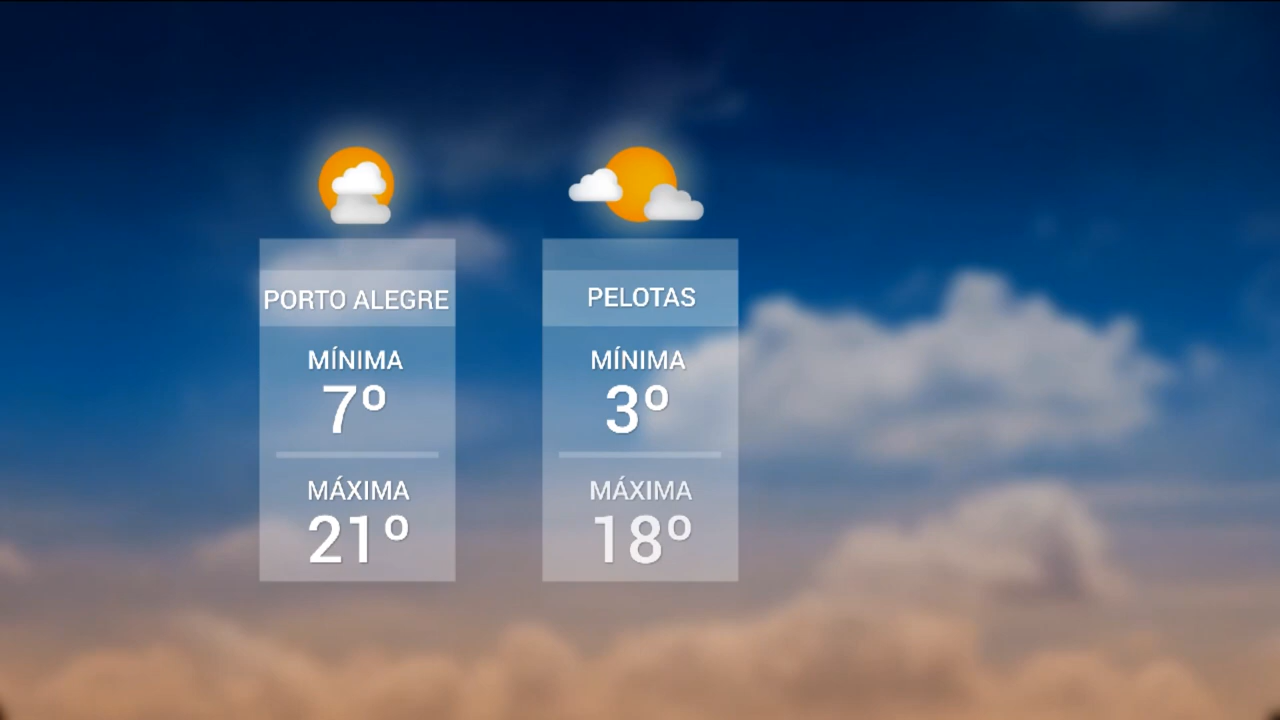 PORTO ALEGRE
MÍNIMA
7º
MÁXIMA
21º
PELOTAS
MÍNIMA
3º
MÁXIMA
18º